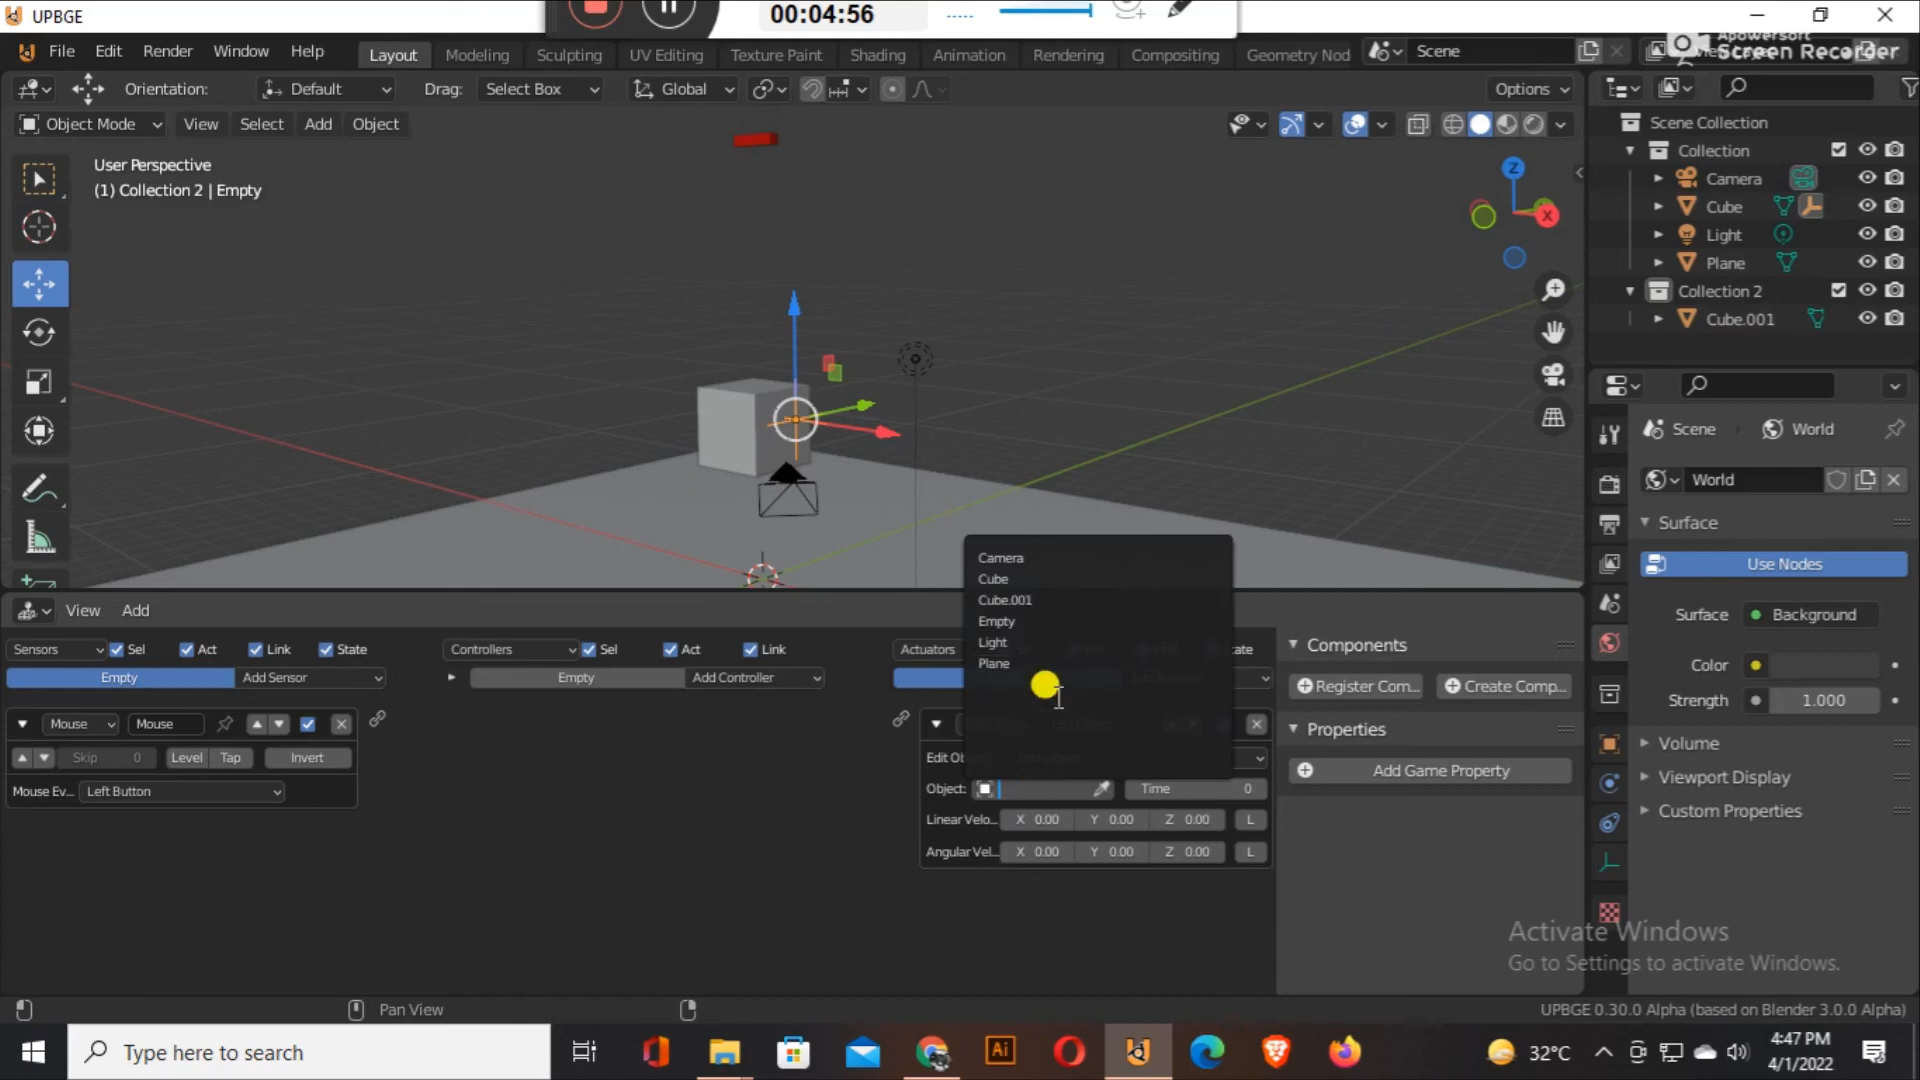 UPBGE
00:04:56
File Edit Render Window Help
Layout Modeling Sculpting UV Editing Texture Paint Shading Animation Rendering Compositing Geometry Nod
Scene
Apowersoft
Screen Recorder
Orientation: Default Drag: Select Box Global Options
Object Mode View Select Add Object
User Perspective
(1) Collection 2 | Empty
Z
X
Scene Collection
Collection
Camera
Cube
Light
Plane
Collection 2
Cube.001
Scene World
World
Surface
Use Nodes
Surface Background
Color
Strength 1.000
Volume
Viewport Display
Custom Properties
Camera
Cube
Cube.001
Empty
Light
Plane
View Add
Sensors Sel Act Link State
Empty Add Sensor
Mouse Mouse
Skip 0 Level Tap Invert
Mouse Ev... Left Button
Controllers Sel Act Link
Empty Add Controller
Actuators
Edit Ob
Object: Time 0
Linear Velo... X 0.00 Y 0.00 Z 0.00 L
Angular Vel... X 0.00 Y 0.00 Z 0.00 L
Components
Register Com... Create Comp...
Properties
Add Game Property
Activate Windows
Go to Settings to activate Windows.
Pan View
UPBGE 0.30.0 Alpha (based on Blender 3.0.0 Alpha)
Type here to search
Ai
32°C
4:47 PM
4/1/2022